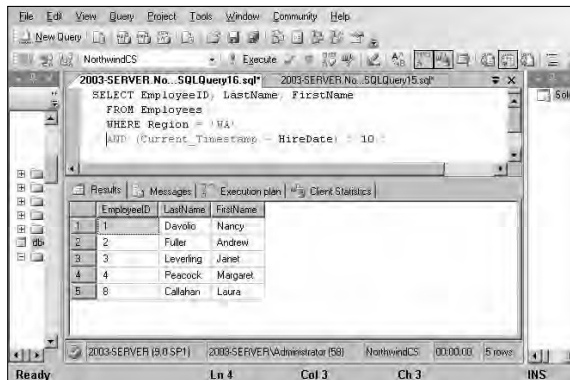 File Edit View Query Project Tools Window Community Help
New Query
NorthwindCS Execute
2003-SERVER.No...SQLQuery16.sql* 2003-SERVER.No...SQLQuery15.sql*
SELECT EmployeeID, LastName, FirstName
FROM Employees
WHERE Region = 'WA'
AND (Current_Timestamp - HireDate) 10
Results Messages Execution plan Client Statistics
EmployeeID LastName FirstName
1 1 Davolio Nancy
2 2 Fuller Andrew
3 3 Leverling Janet
4 4 Peacock Margaret
5 8 Callahan Laura
2003-SERVER (9.0 SP1) 2003-SERVER\Administrator (58) NorthwindCS 00:00:00 5 rows
Ready Ln 4 Col 3 Ch 3 INS